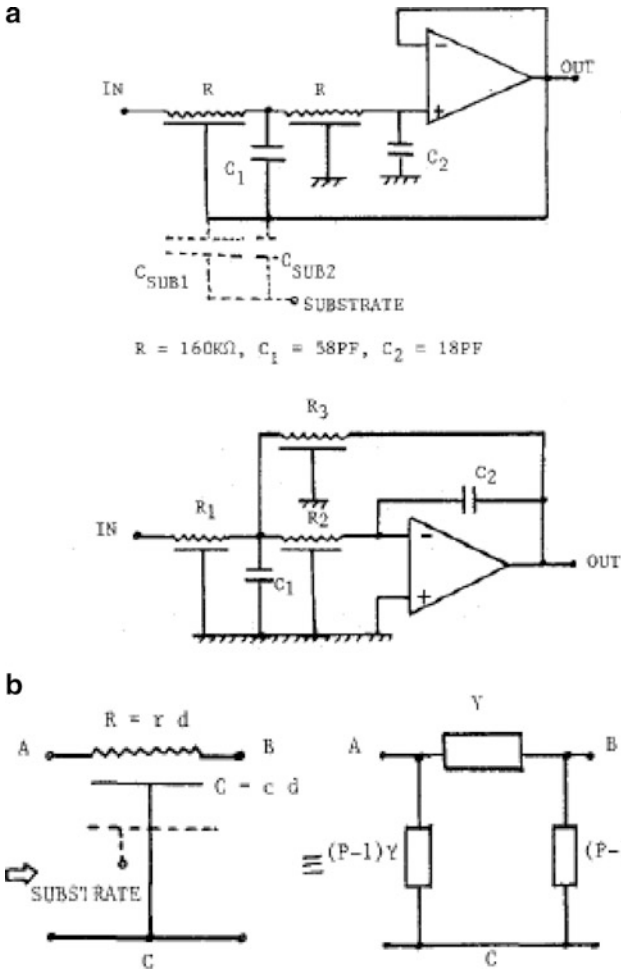 a
IN
R
R
OUT
-
+
C1
C2
CSUB1
CSUB2
SUBSTRATE
R = 160KΩ, C1 = 58PF, C2 = 18PF
R3
C2
IN
R1
R2
-
OUT
C1
+
b
R = r d
Y
A
B
A
B
C = c d
(P-1)Y
(P-
SUBSTRATE
C
C